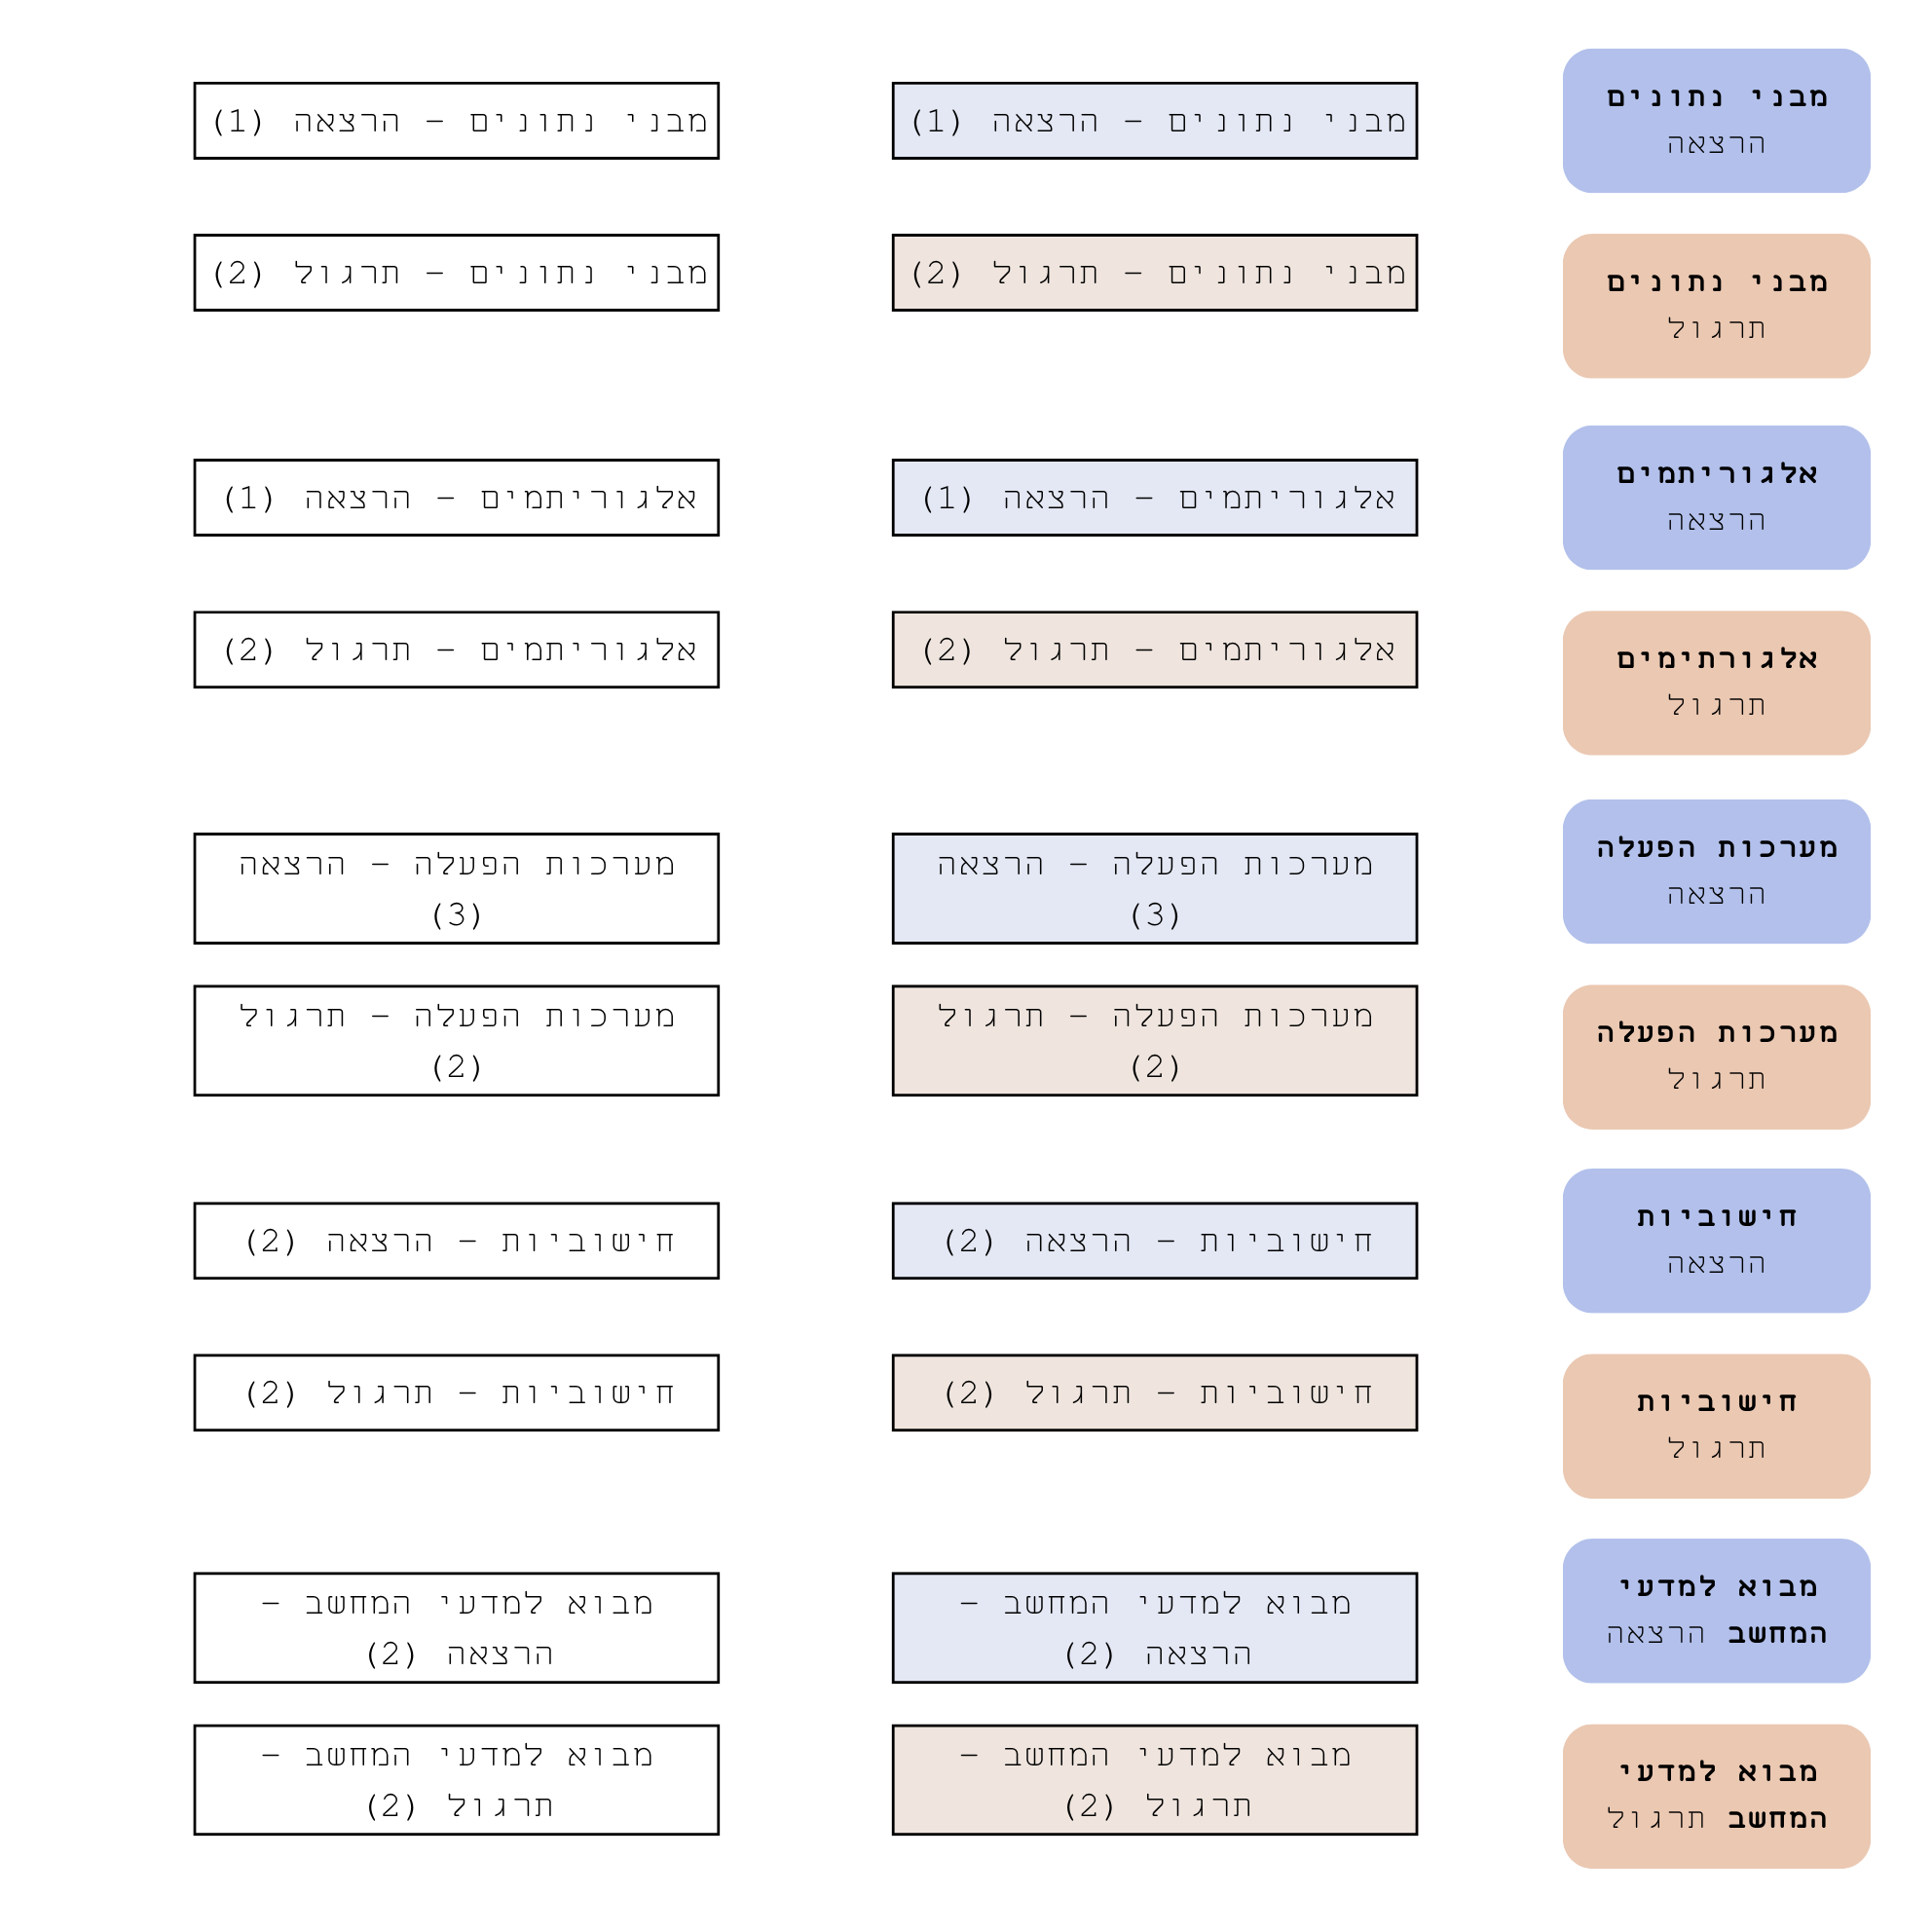 מבני נתונים
הרצאה
מבני נתונים – הרצאה (1)
מבני נתונים – הרצאה (1)
מבני נתונים
תרגול
מבני נתונים – תרגול (2)
מבני נתונים – תרגול (2)
אלגוריתמים
הרצאה
אלגוריתמים – הרצאה (1)
אלגוריתמים – הרצאה (1)
אלגורתימים
תרגול
אלגוריתמים – תרגול (2)
אלגוריתמים – תרגול (2)
מערכות הפעלה
הרצאה
מערכות הפעלה – הרצאה
(3)
מערכות הפעלה – הרצאה
(3)
מערכות הפעלה
תרגול
מערכות הפעלה – תרגול
(2)
מערכות הפעלה – תרגול
(2)
חישוביות
הרצאה
חישוביות – הרצאה (2)
חישוביות – הרצאה (2)
חישוביות
תרגול
חישוביות – תרגול (2)
חישוביות – תרגול (2)
מבוא למדעי
המחשב הרצאה
מבוא למדעי המחשב –
הרצאה (2)
מבוא למדעי המחשב –
הרצאה (2)
מבוא למדעי
המחשב תרגול
מבוא למדעי המחשב –
תרגול (2)
מבוא למדעי המחשב –
תרגול (2)